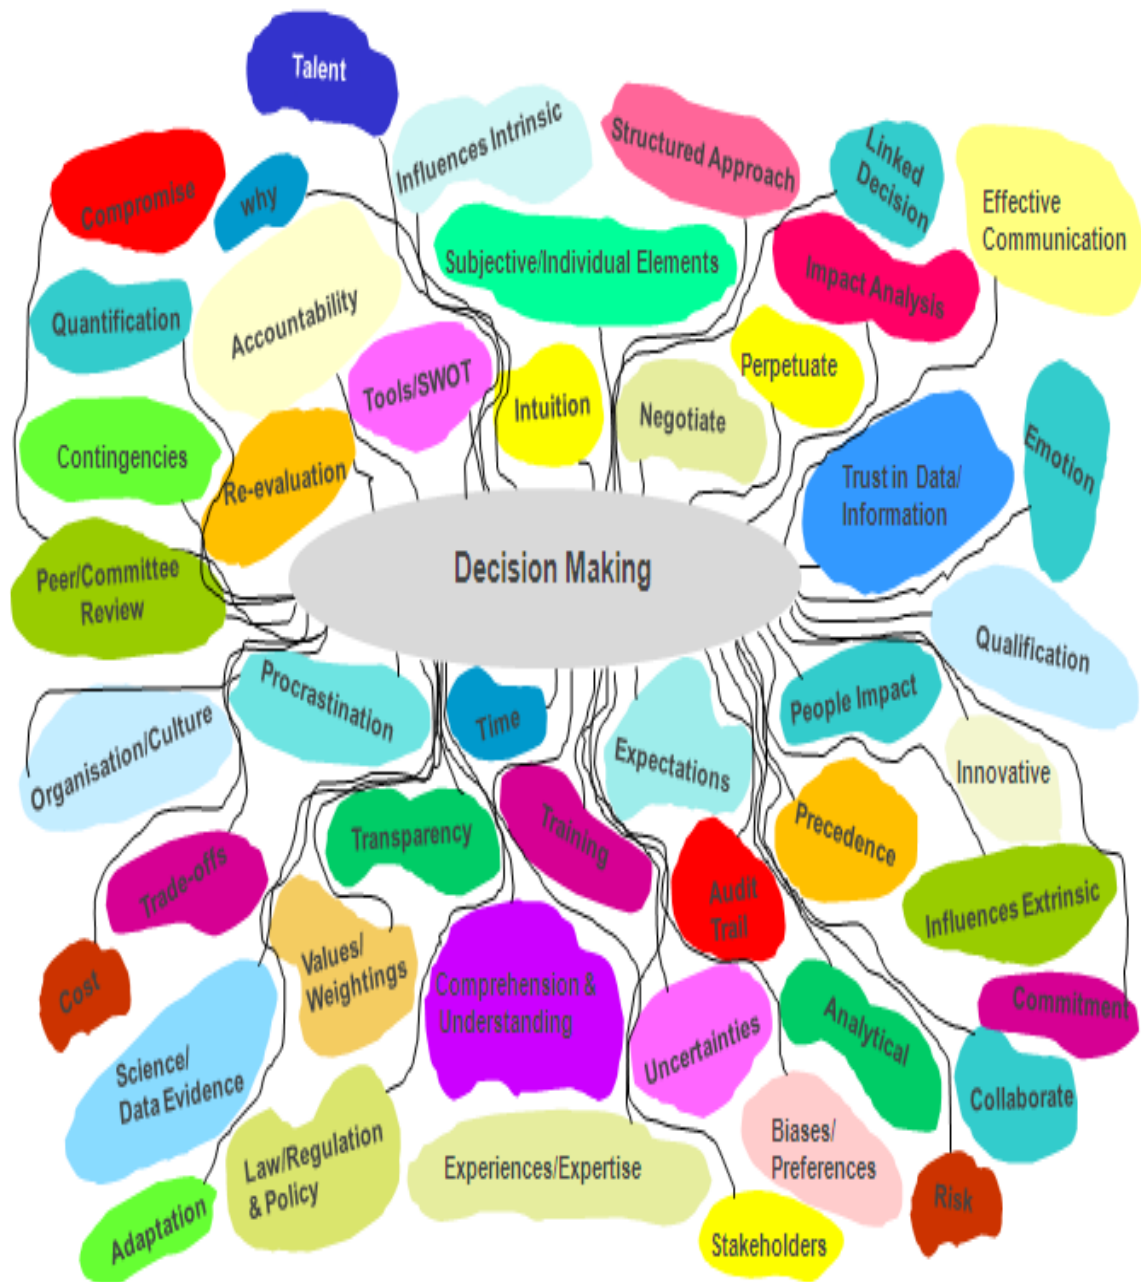 Talent
Influences Intrinsic
Structured Approach
Linked
Decision
Effective
Communication
Compromise
why
Subjective/Individual Elements
Impact Analysis
Quantification
Accountability
Tools/SWOT
Intuition
Negotiate
Perpetuate
Contingencies
Re-evaluation
Trust in Data/
Information
Emotion
Peer/Committee
Review
Decision Making
Qualification
Organisation/Culture
Procrastination
Time
Expectations
People Impact
Innovative
Trade-offs
Transparency
Training
Audit
Trail
Precedence
Influences Extrinsic
Cost
Values/
Weightings
Comprehension &
Understanding
Uncertainties
Analytical
Commitment
Science/
Data Evidence
Collaborate
Law/Regulation
& Policy
Experiences/Expertise
Biases/
Preferences
Risk
Adaptation
Stakeholders